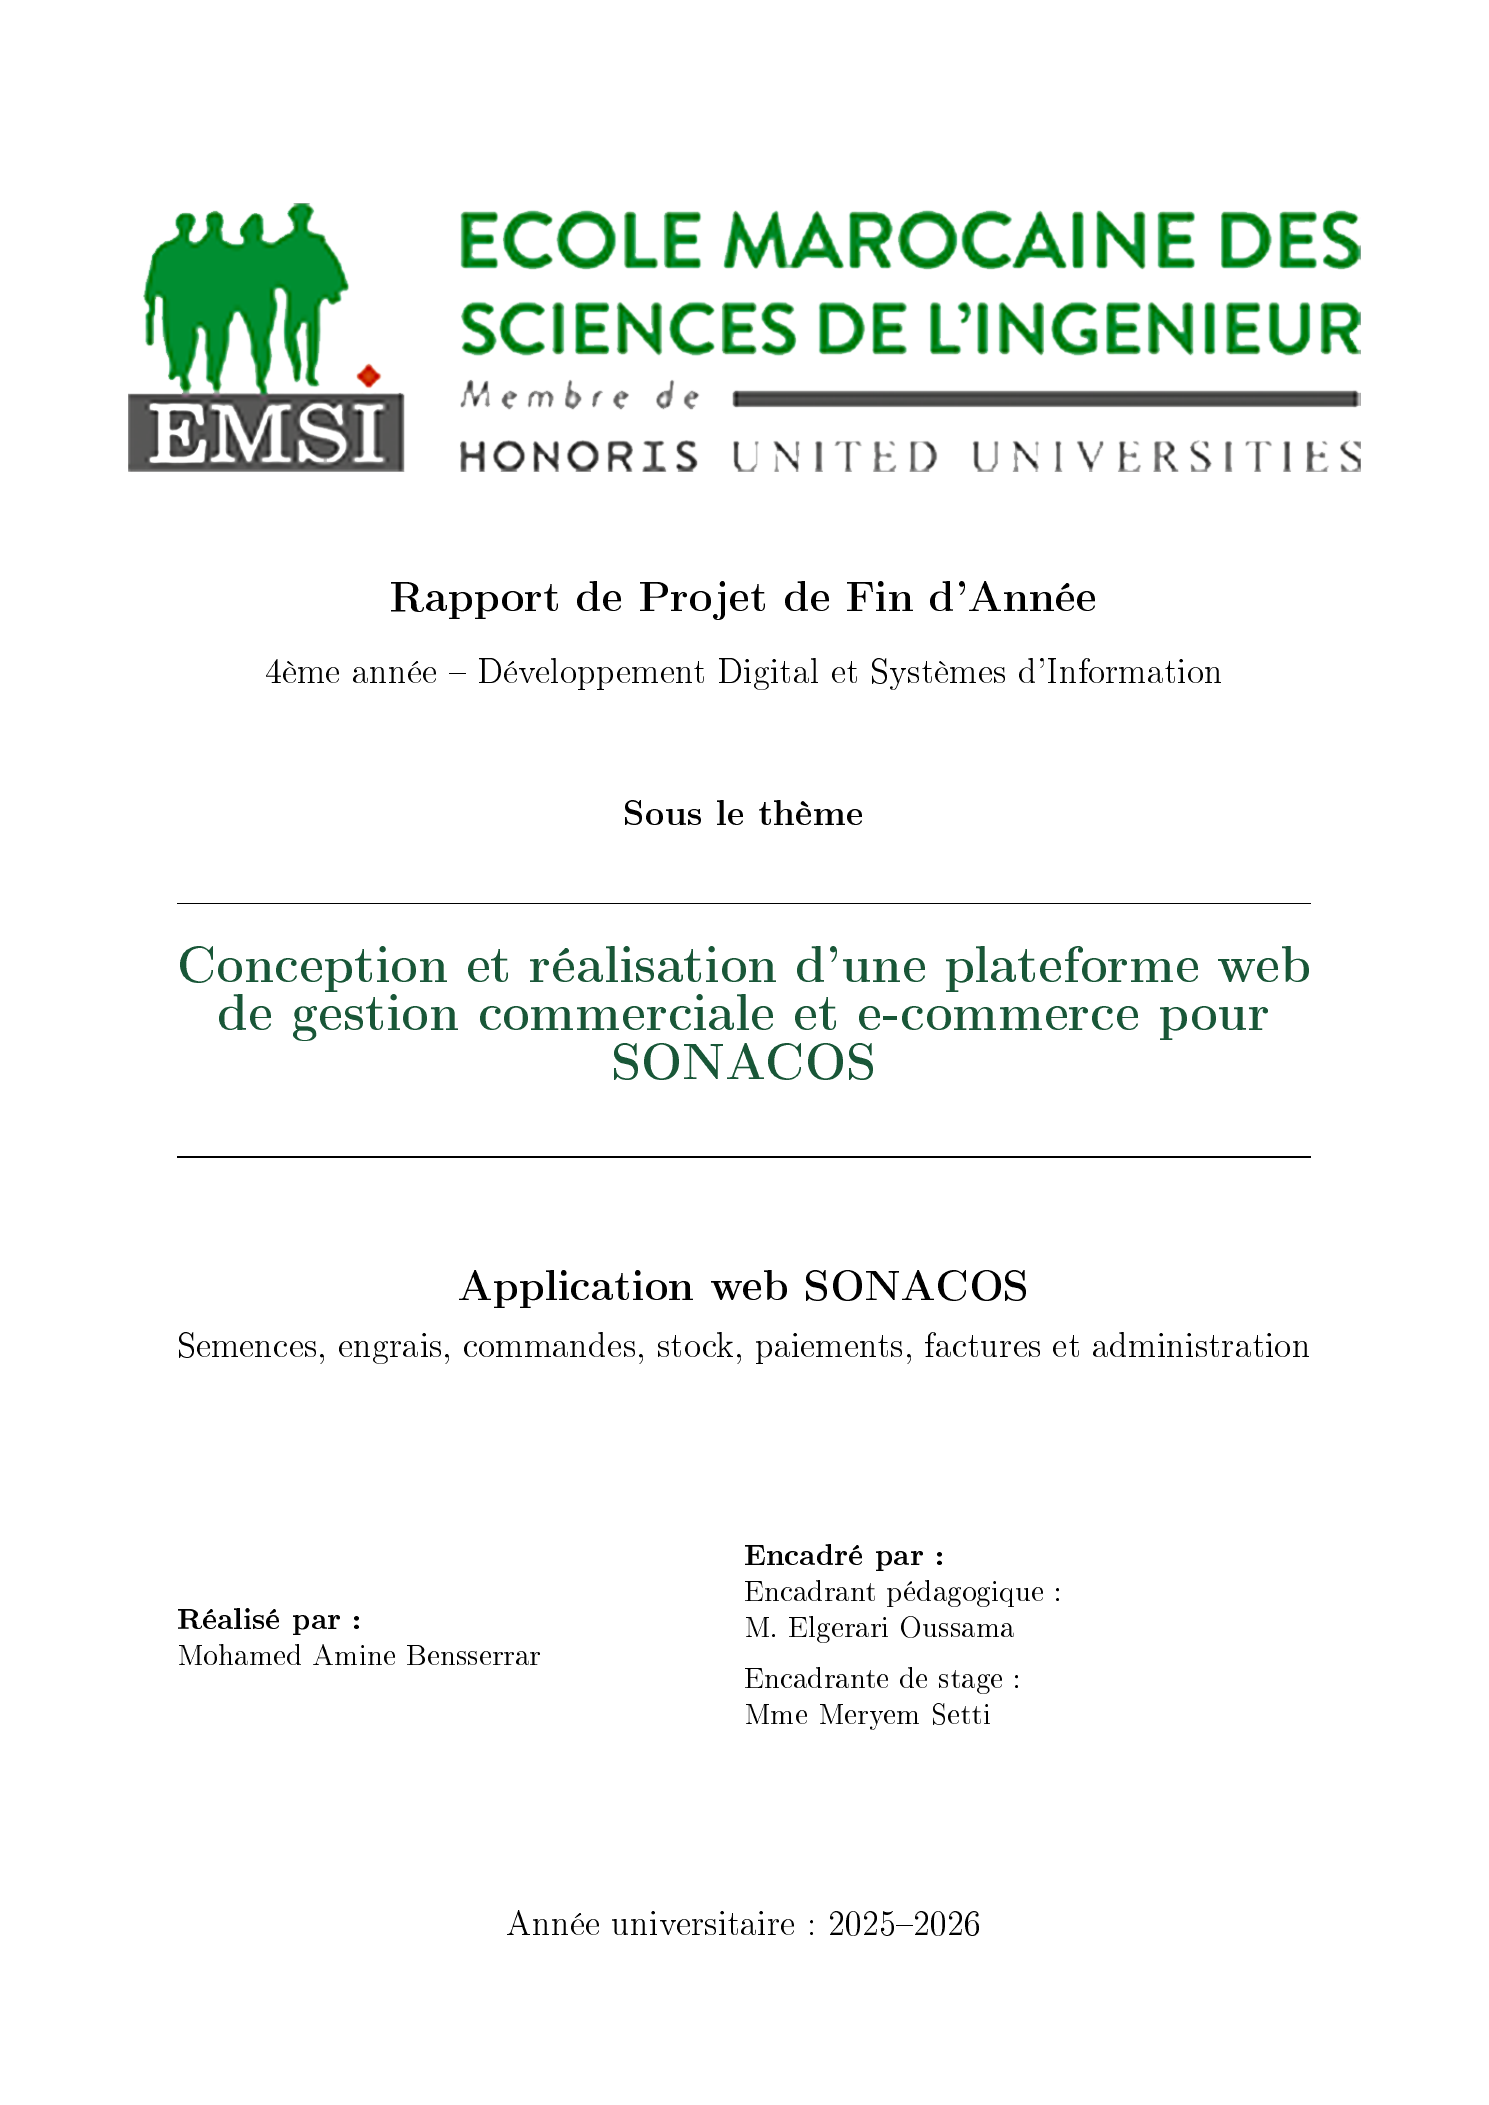 ECOLE MAROCAINE DES
SCIENCES DE L'INGENIEUR
Membre de
EMSI
HONORIS UNITED UNIVERSITIES
Rapport de Projet de Fin d'Année
4ème année – Développement Digital et Systèmes d'Information
Sous le thème
Conception et réalisation d'une plateforme web
de gestion commerciale et e-commerce pour
SONACOS
Application web SONACOS
Semences, engrais, commandes, stock, paiements, factures et administration
Réalisé par :
Mohamed Amine Bensserrar
Encadré par :
Encadrant pédagogique :
M. Elgerari Oussama
Encadrante de stage :
Mme Meryem Setti
Année universitaire : 2025–2026